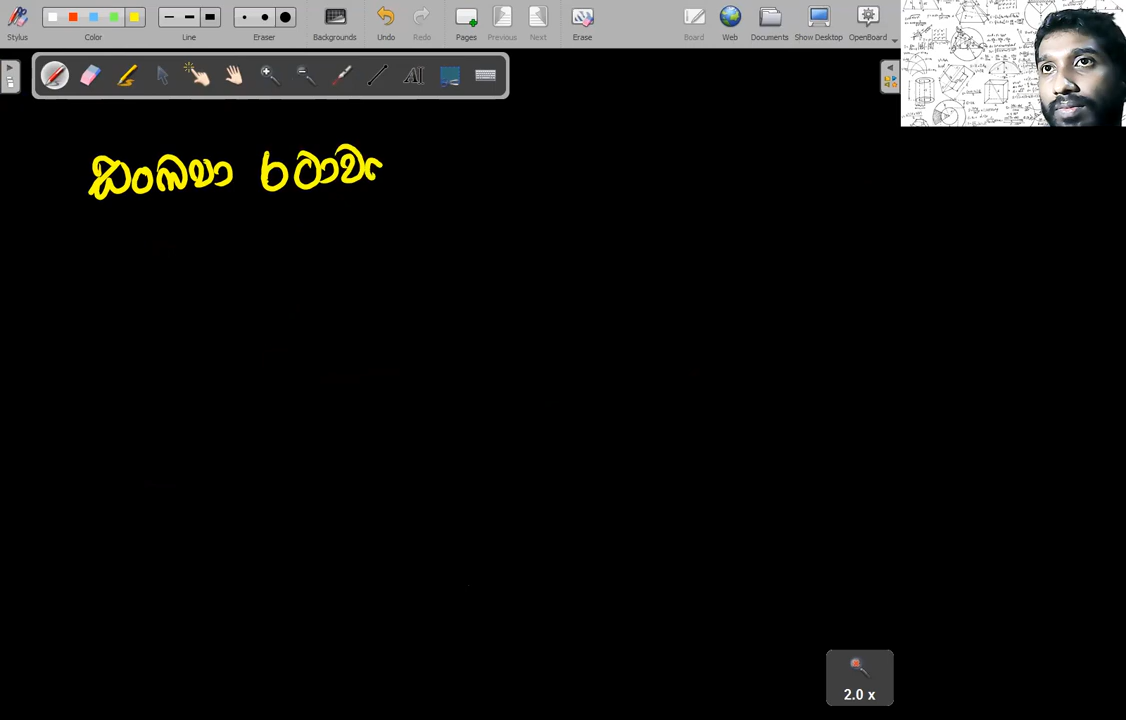 Stylus Color Line Eraser Backgrounds Undo Redo Pages Previous Next Erase Board Web Documents Show Desktop OpenBoard
සංඛ්‍යා රටාව
2.0 x